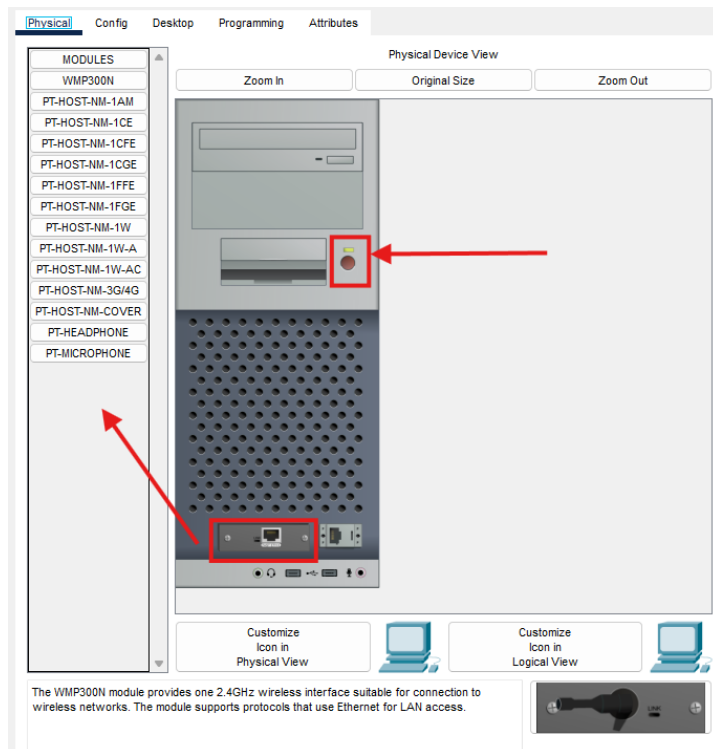 Physical Config Desktop Programming Attributes
MODULES
WMP300N
PT-HOST-NM-1AM
PT-HOST-NM-1CE
PT-HOST-NM-1CFE
PT-HOST-NM-1CGE
PT-HOST-NM-1FFE
PT-HOST-NM-1FGE
PT-HOST-NM-1W
PT-HOST-NM-1W-A
PT-HOST-NM-1W-AC
PT-HOST-NM-3G/4G
PT-HOST-NM-COVER
PT-HEADPHONE
PT-MICROPHONE
Physical Device View
Zoom In Original Size Zoom Out
Customize
Icon in
Physical View
Customize
Icon in
Logical View
The WMP300N module provides one 2.4GHz wireless interface suitable for connection to
wireless networks. The module supports protocols that use Ethernet for LAN access.
LINK